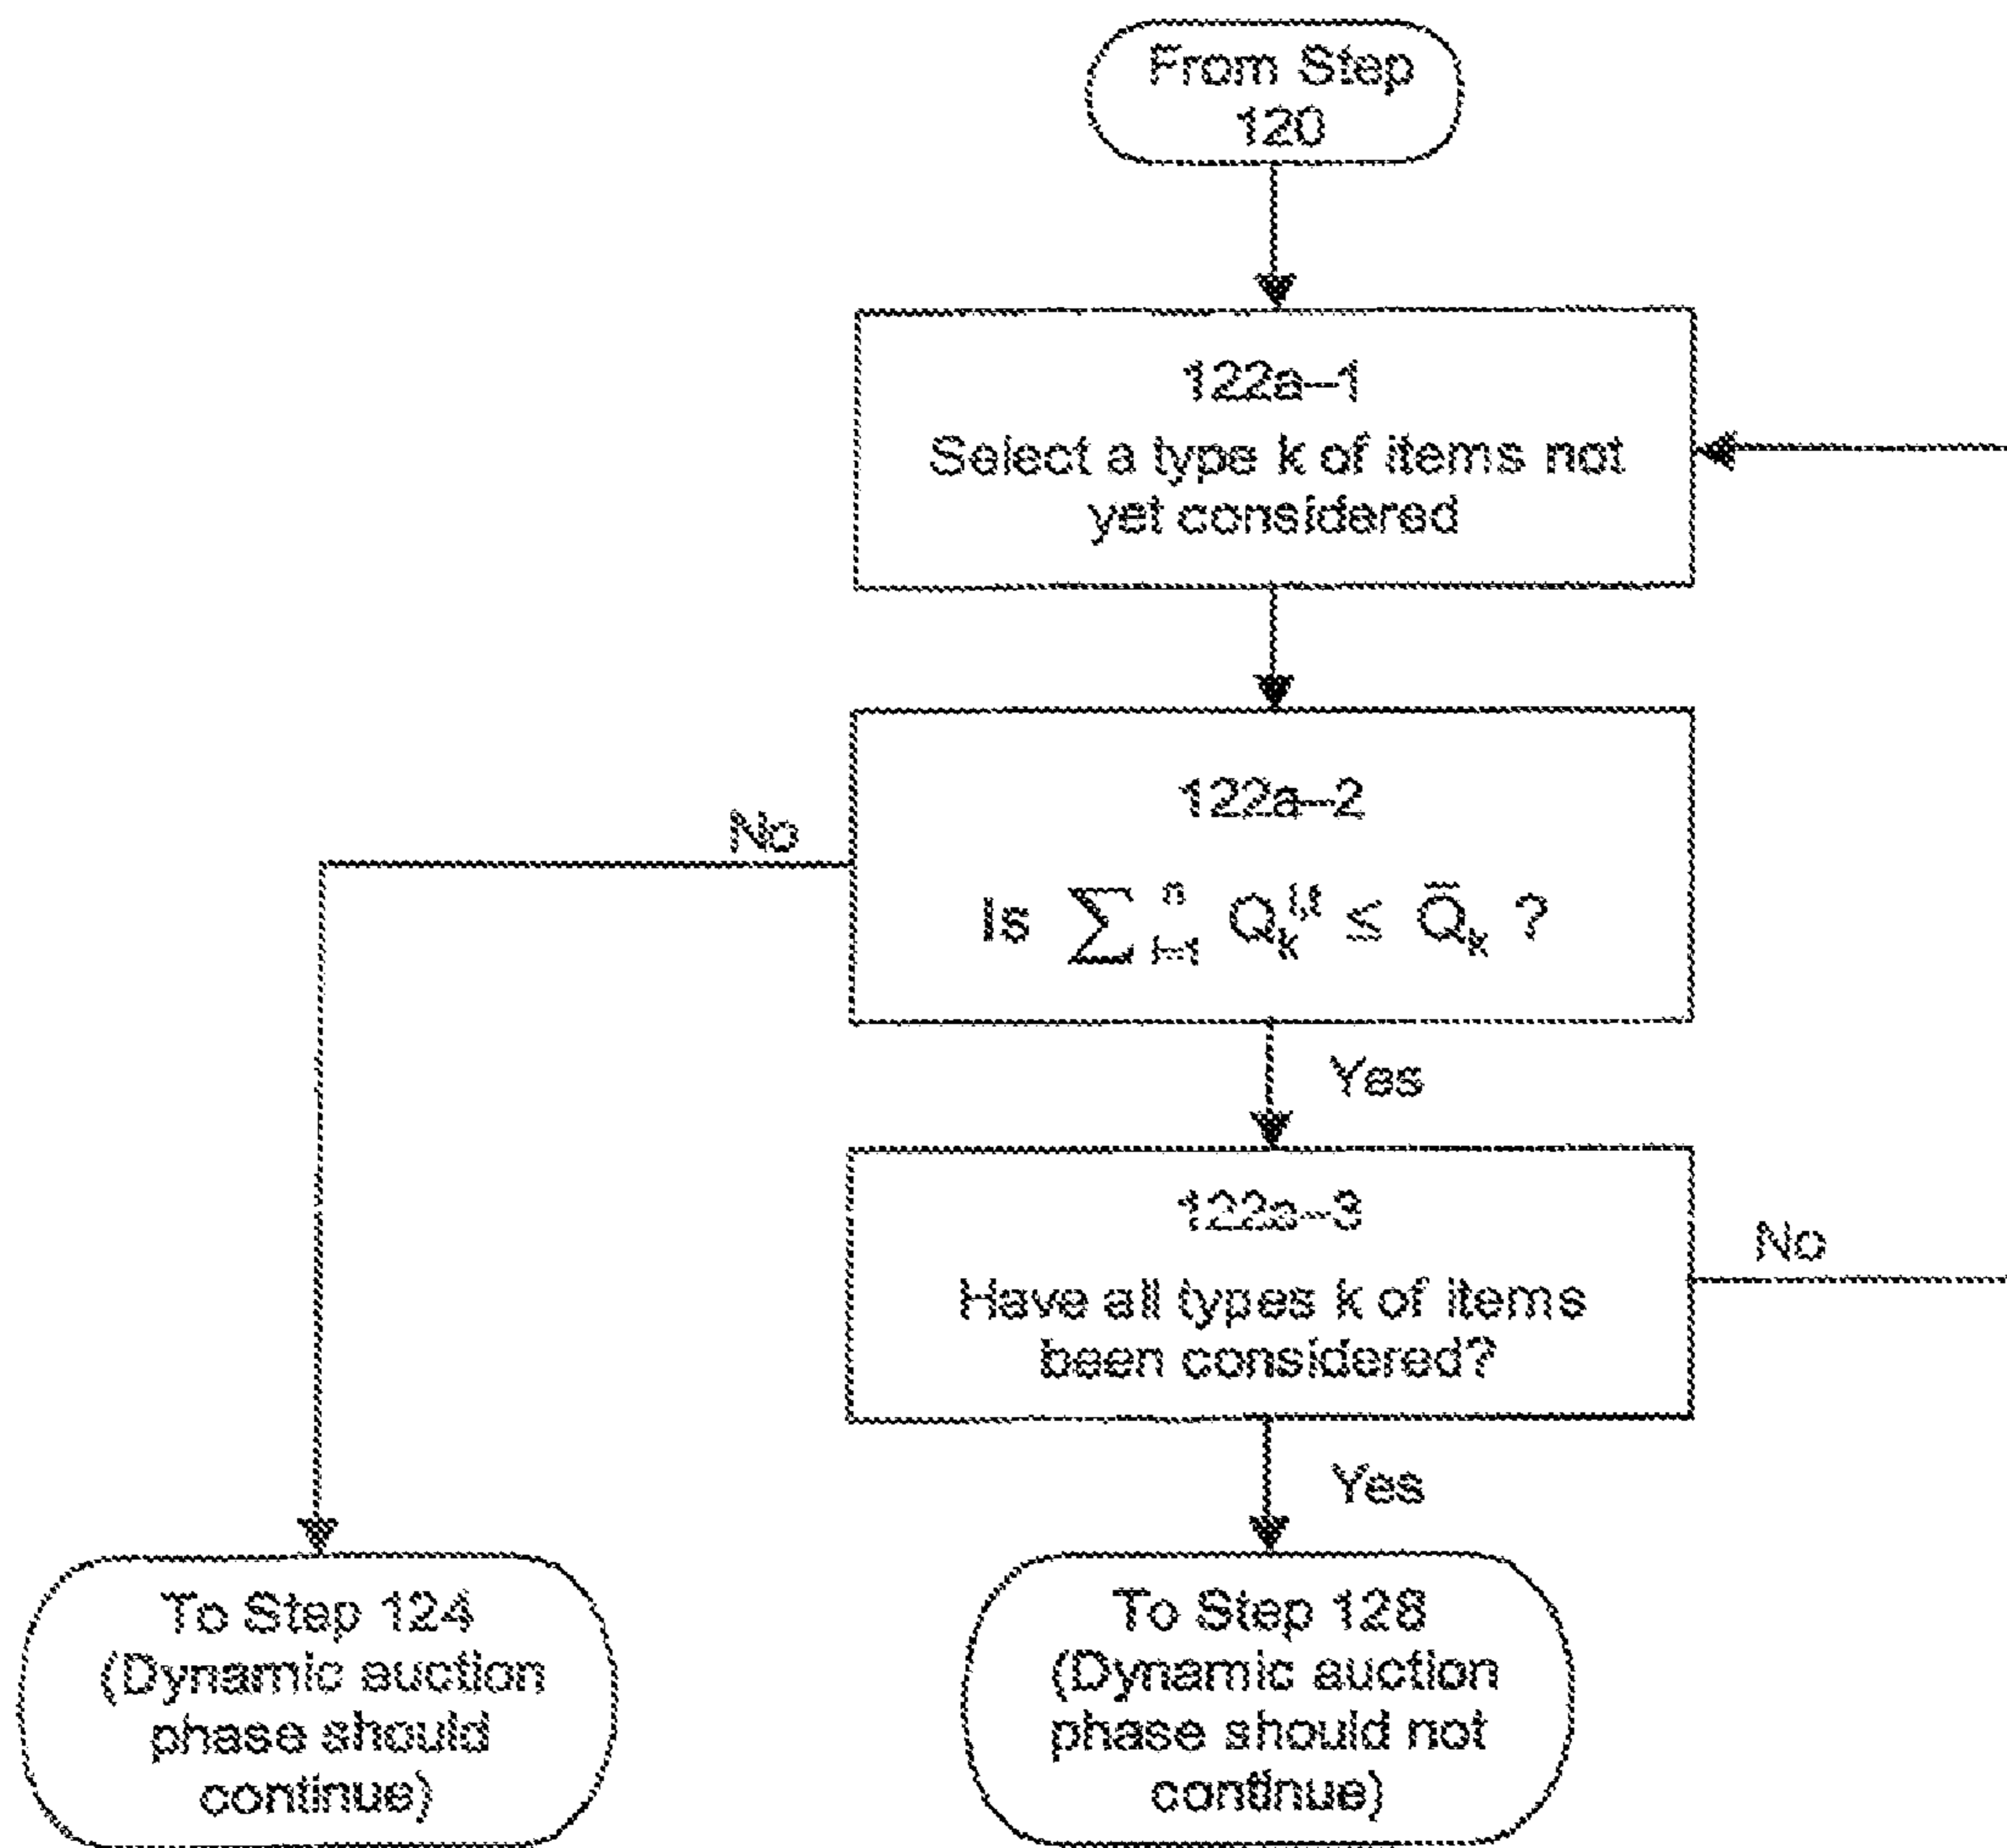 From Step
120
122a–1
Select a type k of items not
yet considered
122a–2
No
Is ∑ⁿᵢ₌₁ Qₖⁱ,ᵗ ≤ Q̄ₖ ?
Yes
122a–3
No
Have all types k of items
been considered?
Yes
To Step 124
(Dynamic auction
phase should
continue)
To Step 128
(Dynamic auction
phase should not
continue)